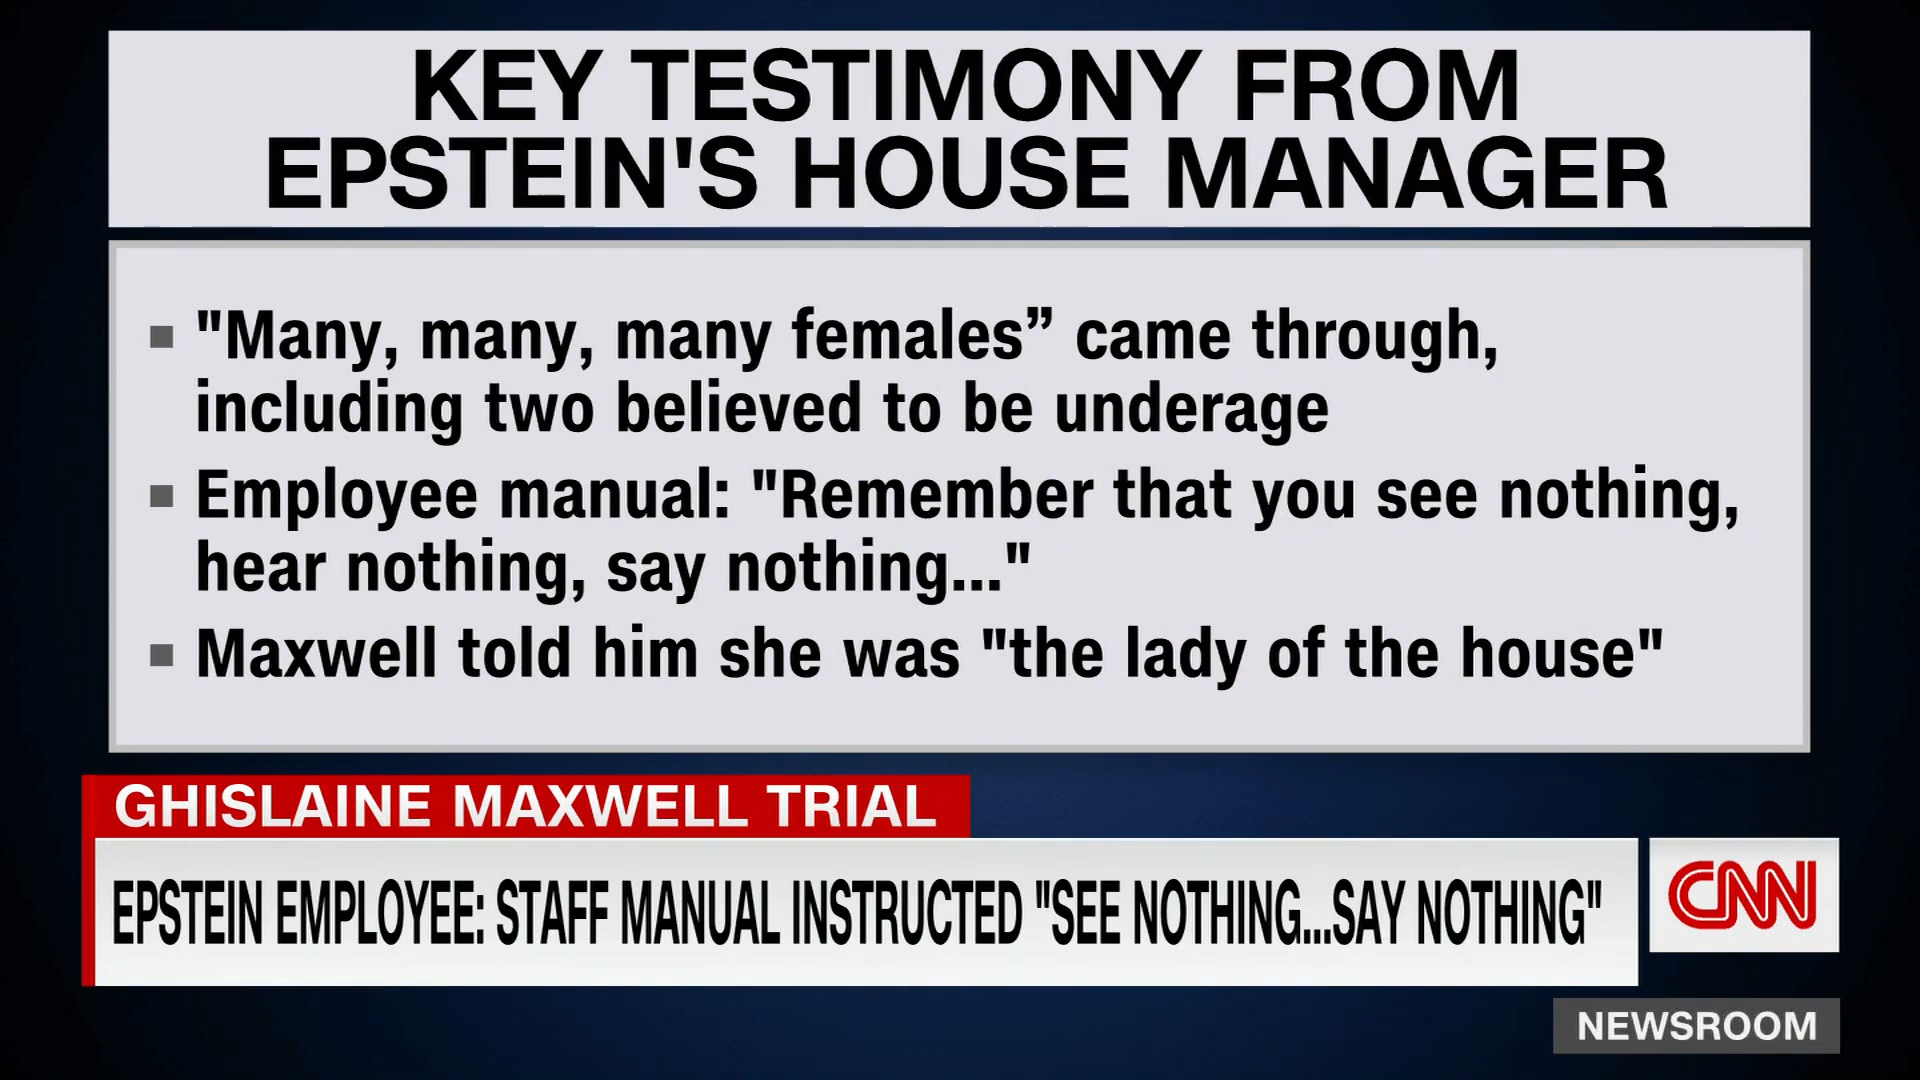 KEY TESTIMONY FROM
EPSTEIN'S HOUSE MANAGER
"Many, many, many females” came through,
including two believed to be underage
Employee manual: "Remember that you see nothing,
hear nothing, say nothing..."
Maxwell told him she was "the lady of the house"
GHISLAINE MAXWELL TRIAL
EPSTEIN EMPLOYEE: STAFF MANUAL INSTRUCTED "SEE NOTHING...SAY NOTHING"
CNN
NEWSROOM